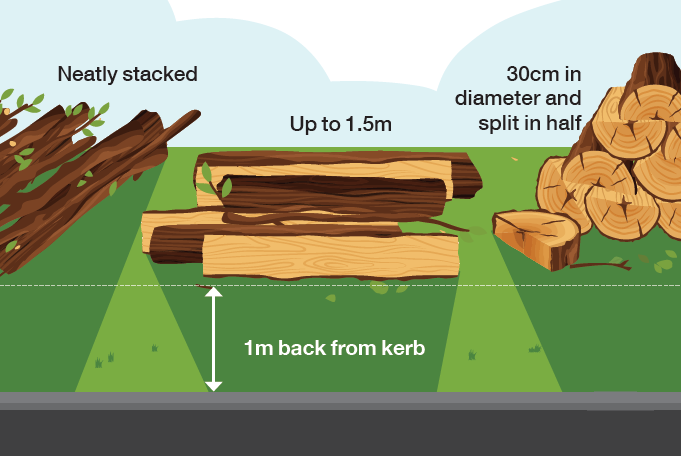 Neatly stacked
Up to 1.5m
30cm in
diameter and
split in half
1m back from kerb